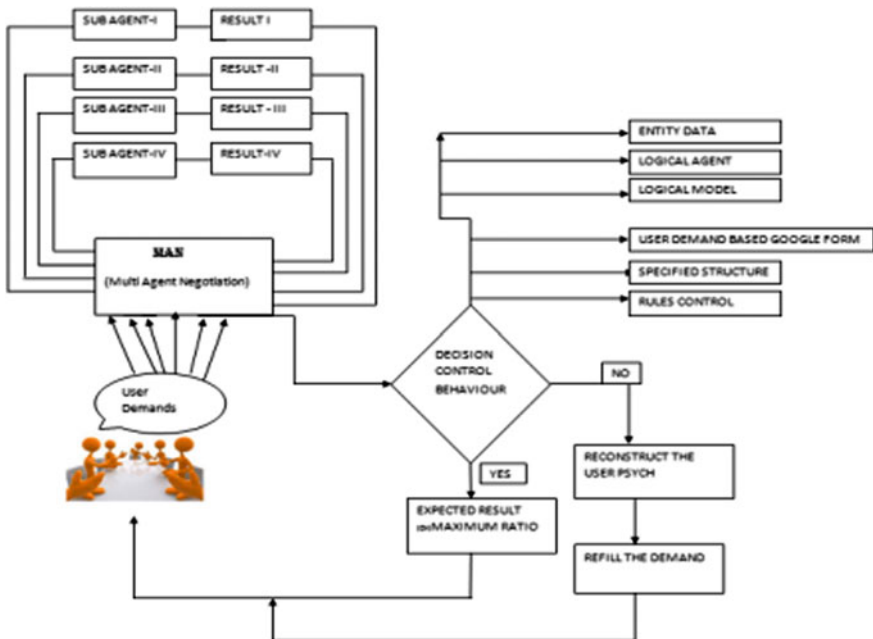 SUB AGENT-I
RESULT I
SUB AGENT-II
RESULT -II
SUB AGENT-III
RESULT - III
SUB AGENT-IV
RESULT-IV
MAN
(Multi Agent Negotiation)
User
Demands
ENTITY DATA
LOGICAL AGENT
LOGICAL MODEL
USER DEMAND BASED GOOGLE FORM
SPECIFIED STRUCTURE
RULES CONTROL
DECISION
CONTROL
BEHAVIOUR
NO
YES
RECONSTRUCT THE
USER PSYCH
EXPECTED RESULT
MAXIMUM RATIO
REFILL THE DEMAND